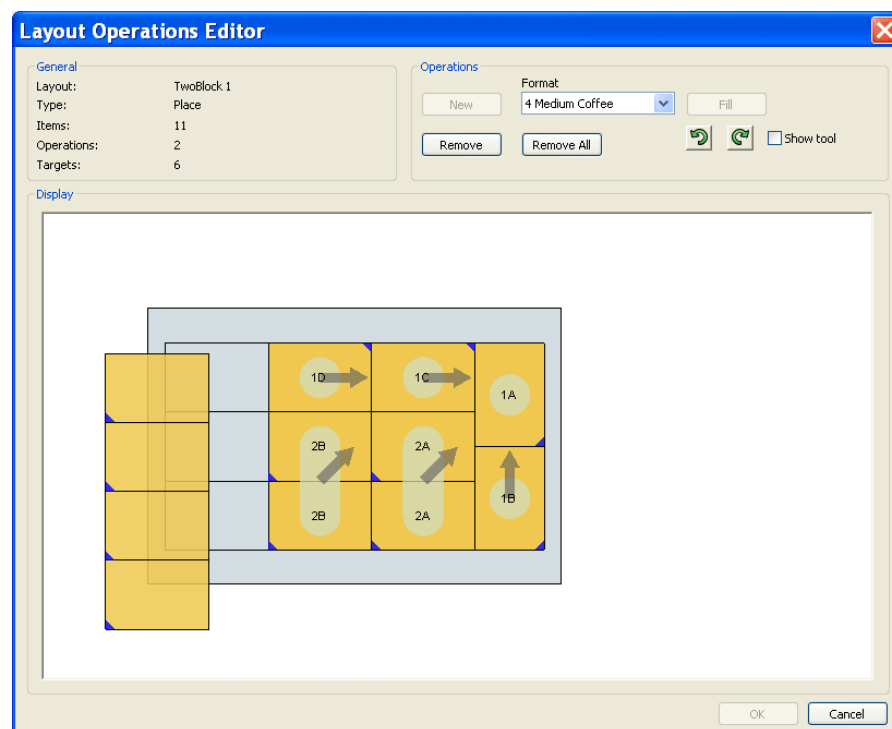 Layout Operations Editor
General
Layout: TwoBlock 1
Type: Place
Items: 11
Operations: 2
Targets: 6
Operations
Format
New 4 Medium Coffee Fill
Remove Remove All Show tool
Display
1D 1C 1A
2B 2A
1B
2B 2A
OK Cancel